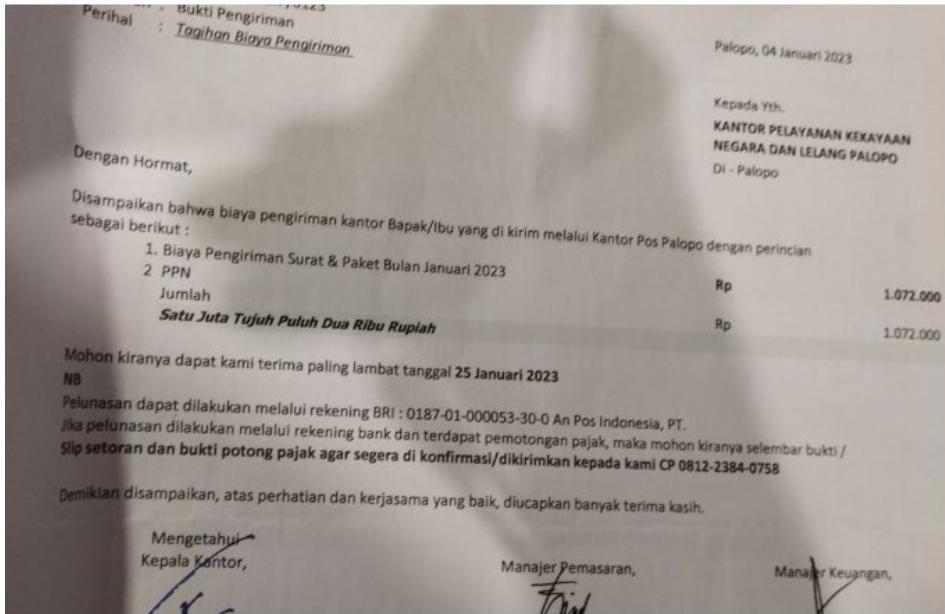 : Bukti Pengiriman
Perihal : Tagihan Biaya Pengiriman
Palopo, 04 Januari 2023
Kepada Yth.
KANTOR PELAYANAN KEKAYAAN
NEGARA DAN LELANG PALOPO
Di - Palopo
Dengan Hormat,
Disampaikan bahwa biaya pengiriman kantor Bapak/Ibu yang di kirim melalui Kantor Pos Palopo dengan perincian
sebagai berikut :
1. Biaya Pengiriman Surat & Paket Bulan Januari 2023 Rp 1.072.000
2 PPN
Jumlah Rp 1.072.000
Satu Juta Tujuh Puluh Dua Ribu Rupiah
Mohon kiranya dapat kami terima paling lambat tanggal 25 Januari 2023
NB
Pelunasan dapat dilakukan melalui rekening BRI : 0187-01-000053-30-0 An Pos Indonesia, PT.
Jika pelunasan dilakukan melalui rekening bank dan terdapat pemotongan pajak, maka mohon kiranya selembar bukti /
Slip setoran dan bukti potong pajak agar segera di konfirmasi/dikirimkan kepada kami CP 0812-2384-0758
Demikian disampaikan, atas perhatian dan kerjasama yang baik, diucapkan banyak terima kasih.
Mengetahui
Kepala Kantor,
Manajer Pemasaran,
Manajer Keuangan,